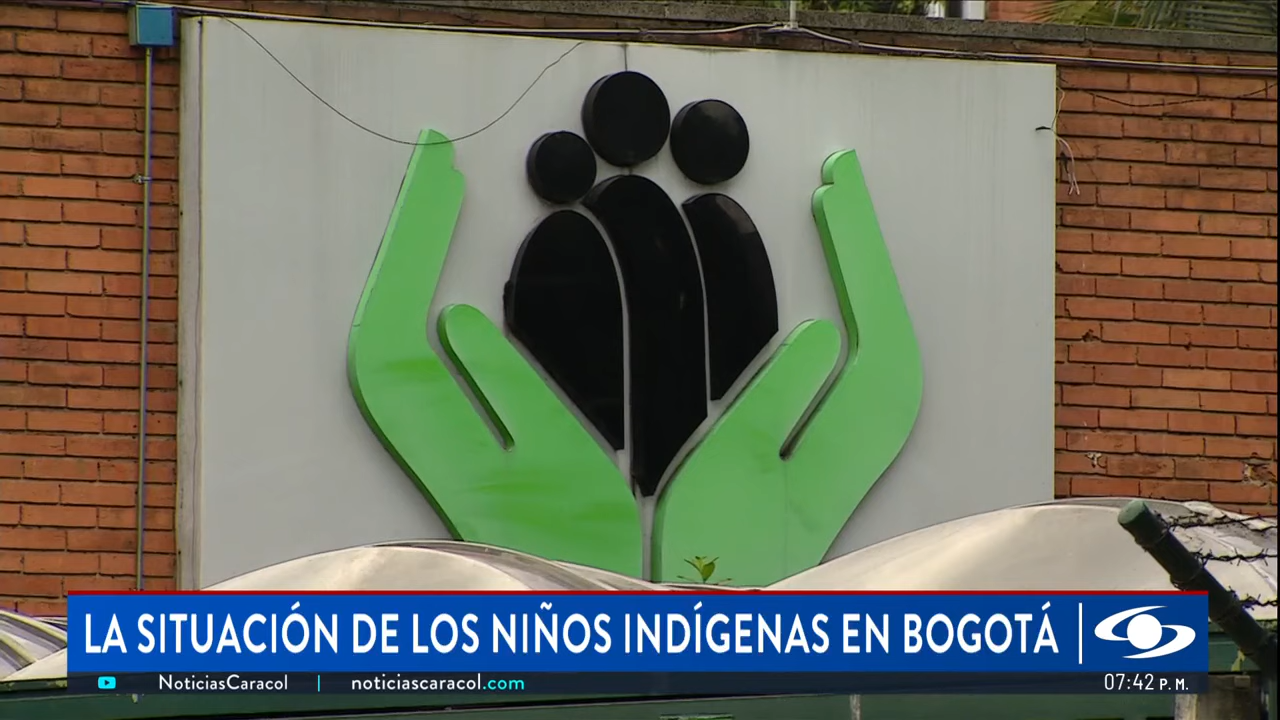 LA SITUACIÓN DE LOS NIÑOS INDÍGENAS EN BOGOTÁ
NoticiasCaracol | noticiascaracol.com
07:42 P. M.